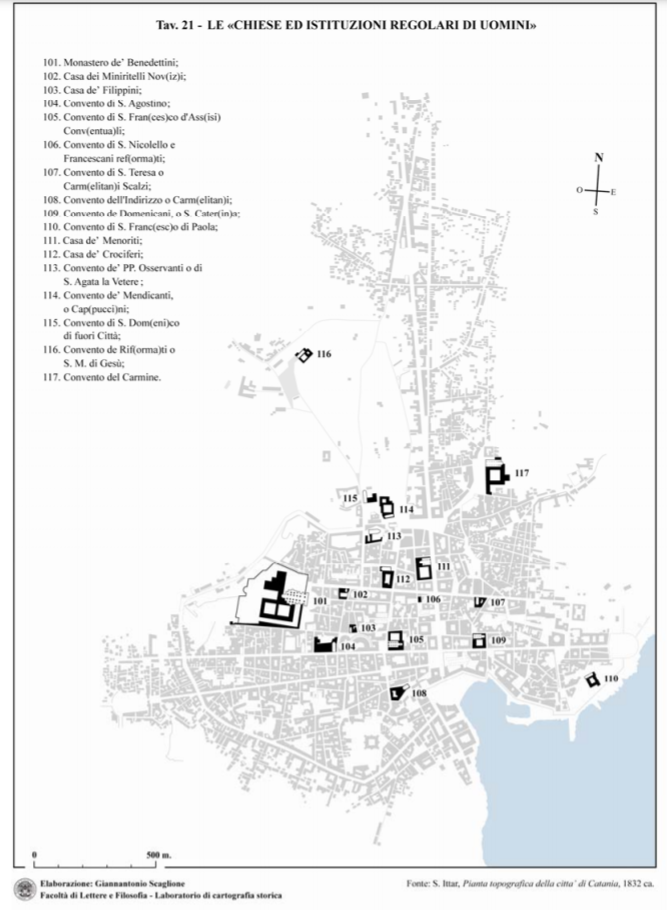 Tav. 21 - LE «CHIESE ED ISTITUZIONI REGOLARI DI UOMINI»
101. Monastero de' Benedettini;
102. Casa dei Miniritelli Nov(iz)i;
103. Casa de' Filippini;
104. Convento di S. Agostino;
105. Convento di S. Fran(ces)co d'Ass(isi)
Conv(entua)li;
106. Convento di S. Nicolello e
Francescani ref(orma)ti;
107. Convento di S. Teresa o
Carm(elitan)i Scalzi;
108. Convento dell'Indirizzo o Carm(elitan)i;
109. Convento de Domenicani, o S. Cater(in)a;
110. Convento di S. Franc(esc)o di Paola;
111. Casa de' Menoriti;
112. Casa de' Crociferi;
113. Convento de' PP. Osservanti o di
S. Agata la Vetere;
114. Convento de' Mendicanti,
o Cap(pucci)ni;
115. Convento di S. Dom(eni)co
di fuori Città;
116. Convento de Rif(orma)ti o
S. M. di Gesù;
117. Convento del Carmine.
N
O E
S
116
117
115
114
113
111
112
102
101
106
107
103
104
105
109
110
108
0 500 m.
Elaborazione: Giannantonio Scaglione
Facoltà di Lettere e Filosofia - Laboratorio di cartografia storica
Fonte: S. Ittar, Pianta topografica della citta' di Catania, 1832 ca.